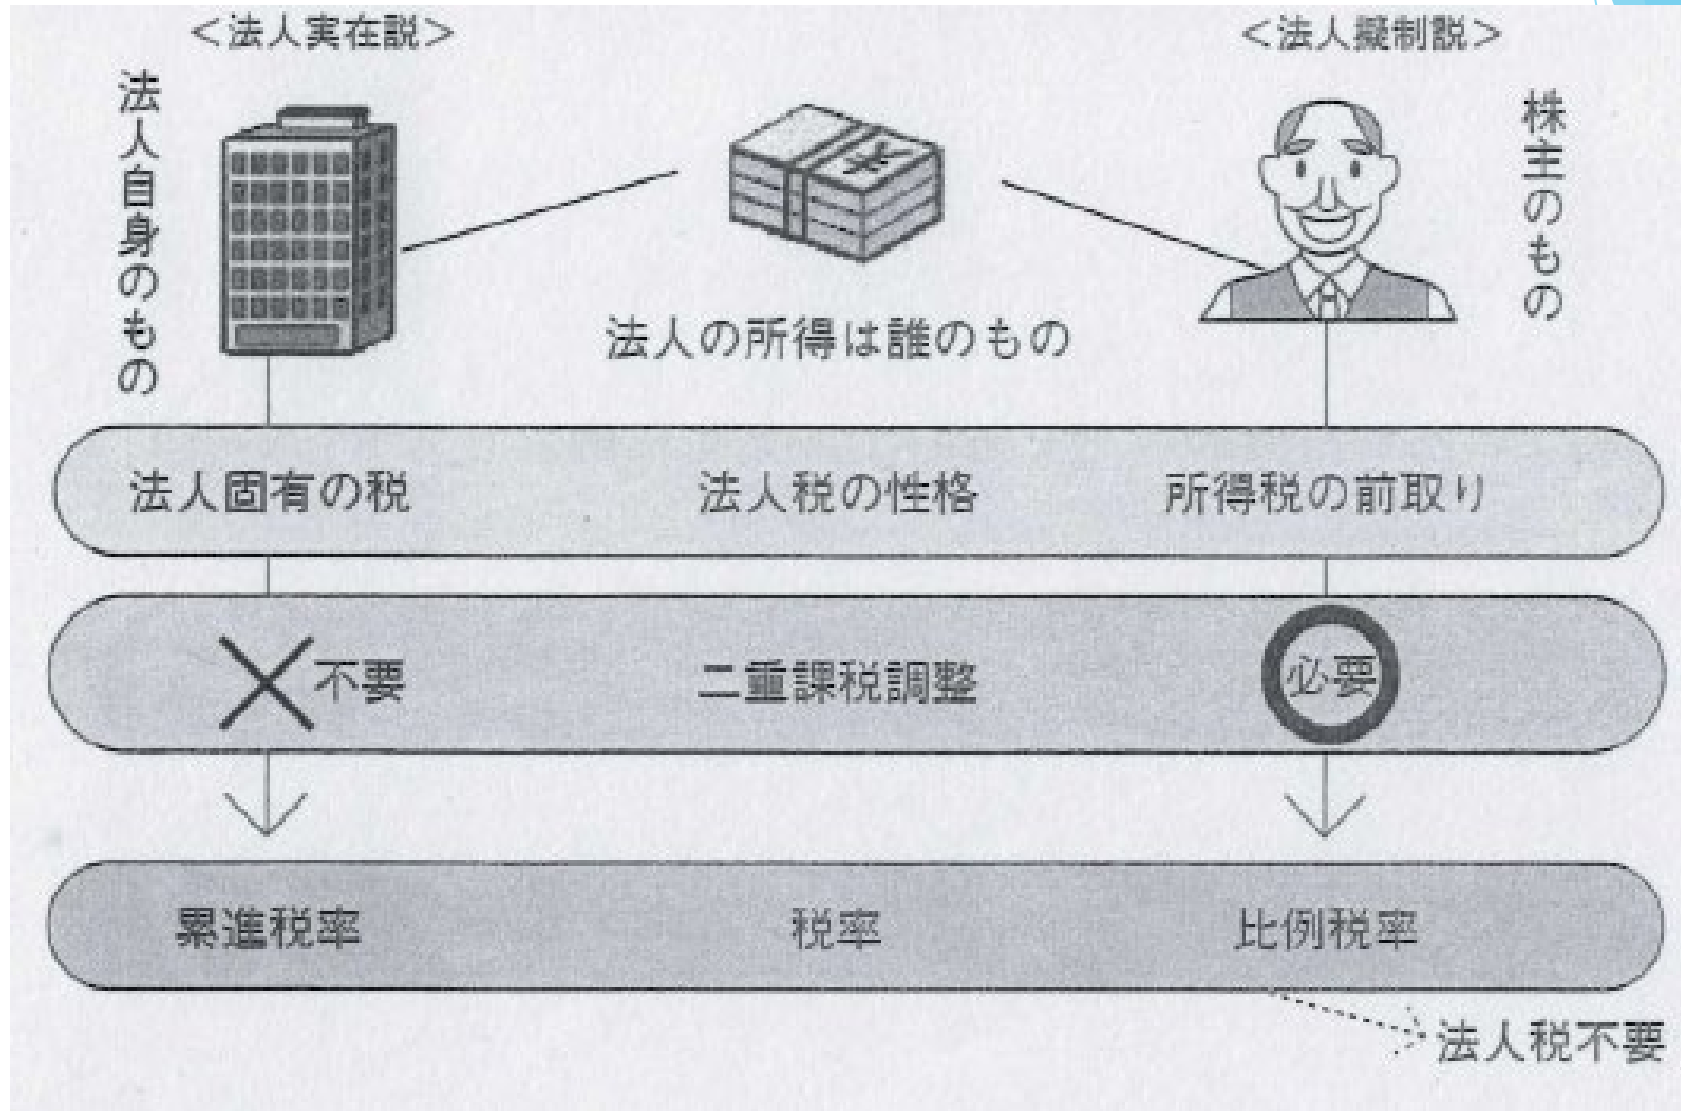 ＜法人実在説＞
＜法人擬制説＞
法人自身のもの
株主のもの
¥
法人の所得は誰のもの
法人固有の税
法人税の性格
所得税の前取り
不要
二重課税調整
必要
累進税率
税率
比例税率
法人税不要